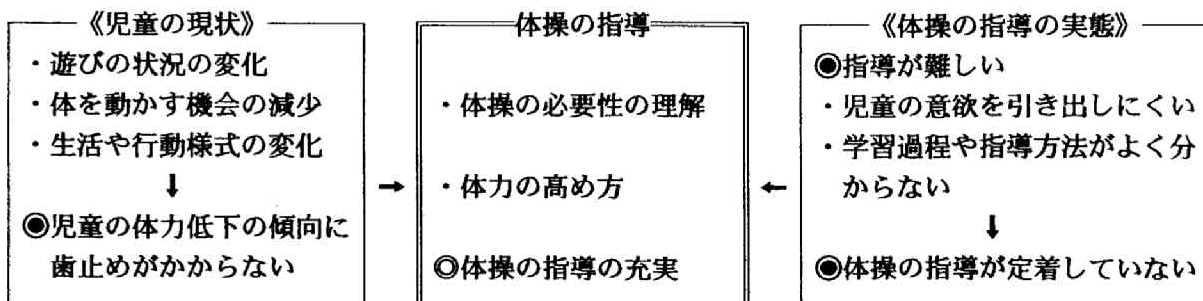 《児童の現状》
・遊びの状況の変化
・体を動かす機会の減少
・生活や行動様式の変化
↓
◉児童の体力低下の傾向に
歯止めがかからない
→
体操の指導
・体操の必要性の理解
・体力の高め方
◎体操の指導の充実
←
《体操の指導の実態》
◉指導が難しい
・児童の意欲を引き出しにくい
・学習過程や指導方法がよく分
からない
↓
◉体操の指導が定着していない